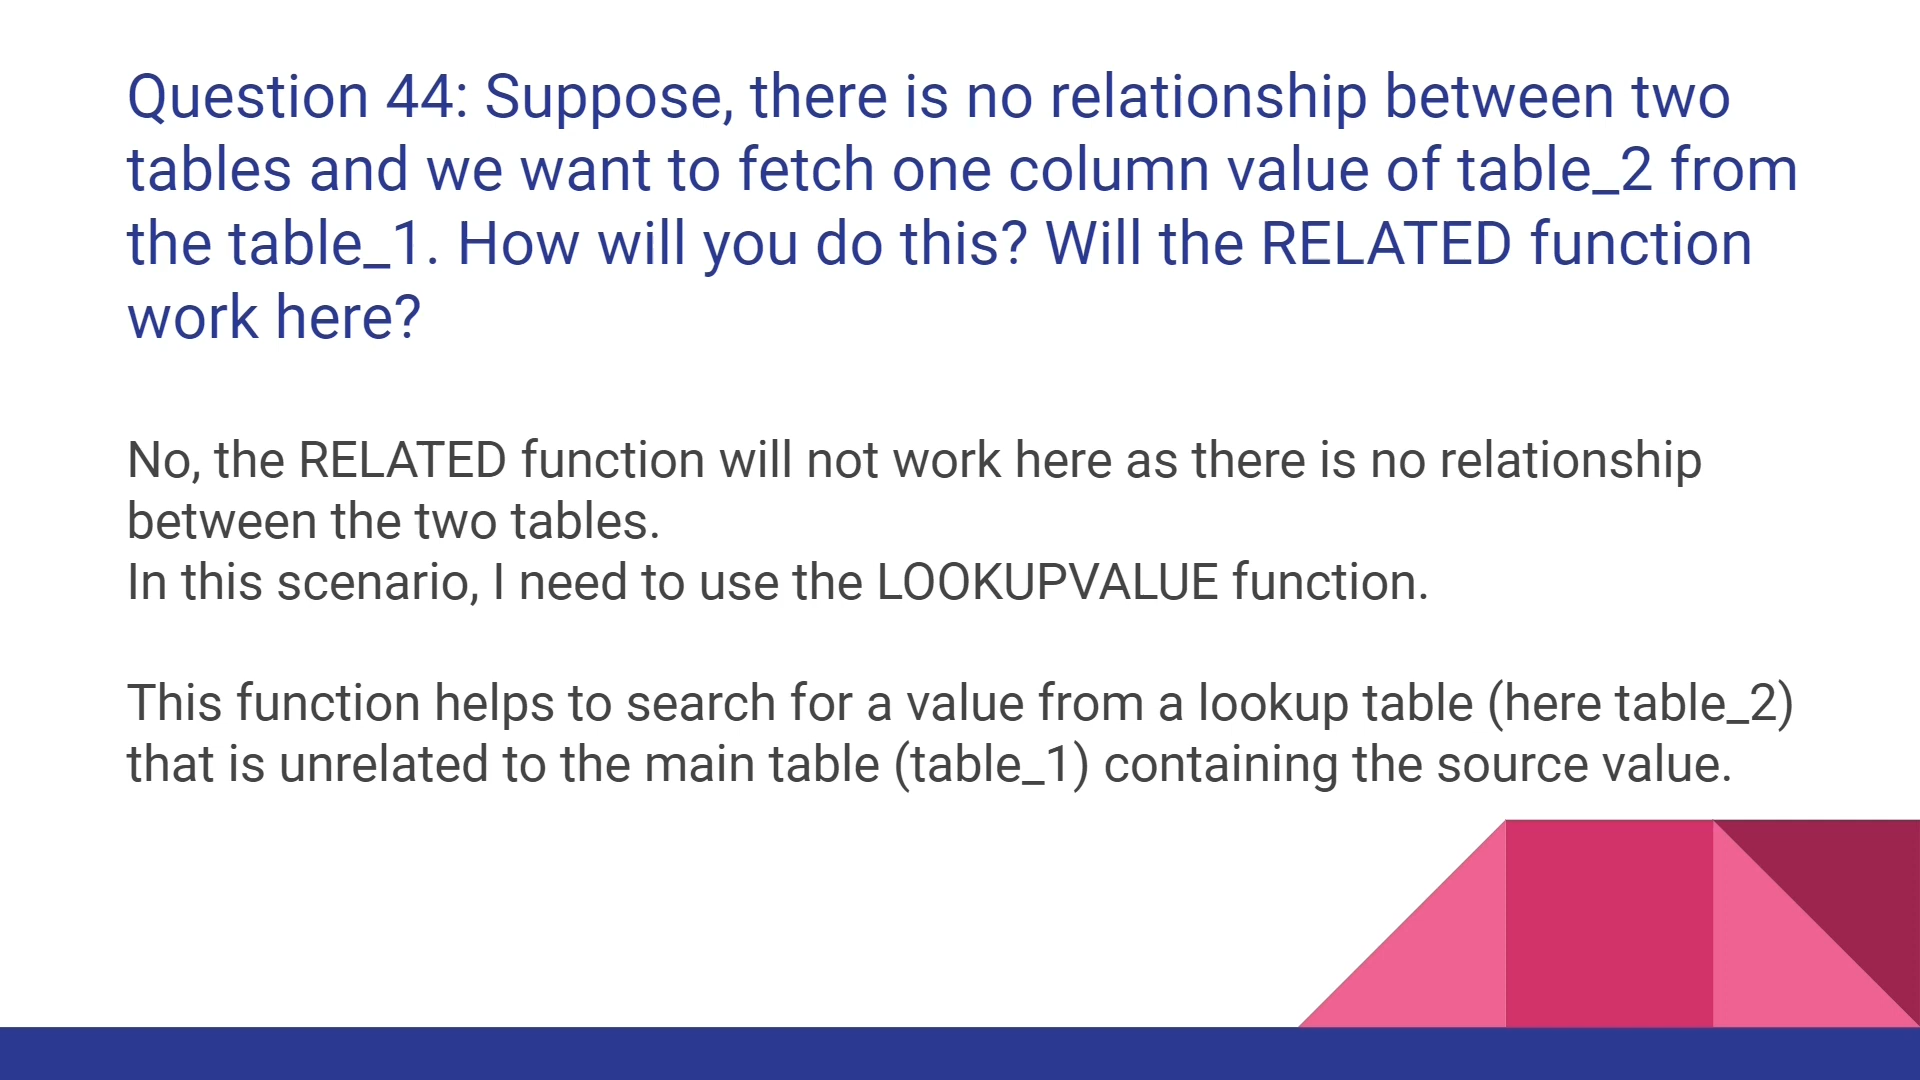 Question 44: Suppose, there is no relationship between two
tables and we want to fetch one column value of table_2 from
the table_1. How will you do this? Will the RELATED function
work here?
No, the RELATED function will not work here as there is no relationship
between the two tables.
In this scenario, I need to use the LOOKUPVALUE function.
This function helps to search for a value from a lookup table (here table_2)
that is unrelated to the main table (table_1) containing the source value.